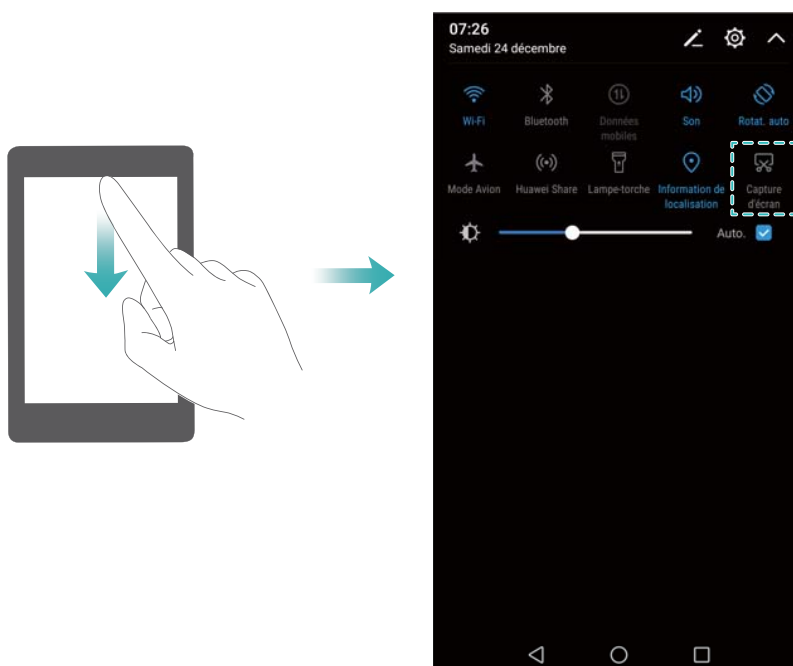 07:26
Samedi 24 décembre
Wi-Fi
Bluetooth
Données
mobiles
Son
Rotat. auto
Mode Avion
Huawei Share
Lampe-torche
Information de
localisation
Capture
d'écran
Auto.